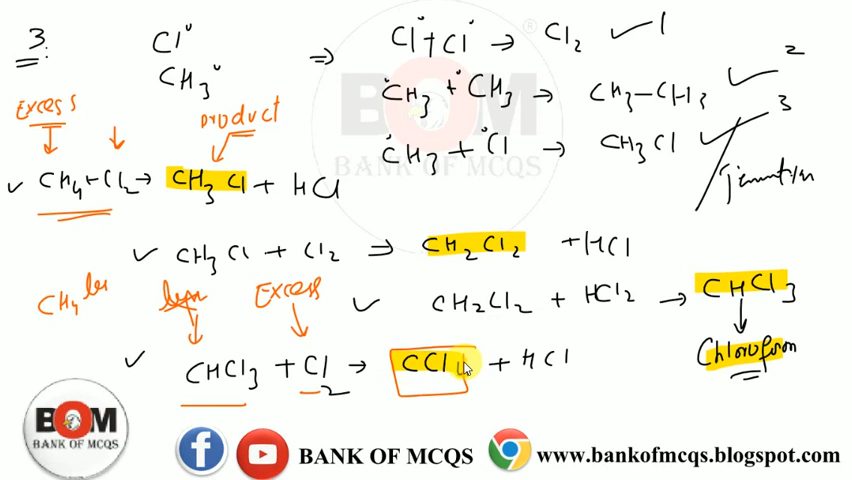 3. Cl• ⇒ Cl• + Cl• → Cl2 ✓ 1
CH3• •CH3 + •CH3 → CH3-CH3 ✓ 2
•CH3 + •Cl → CH3Cl ✓ 3
Excess product
✓ CH4 + Cl2 → CH3Cl + HCl
✓ CH3Cl + Cl2 ⇒ CH2Cl2 + HCl
✓ CH2Cl2 + HCl2 → CHCl3
Chloroform
CH4 Excess
✓ CHCl3 + Cl2 → CCl + HCl
BANK OF MCQS
BOM
BANK OF MCQS
BANK OF MCQS
www.bankofmcqs.blogspot.com